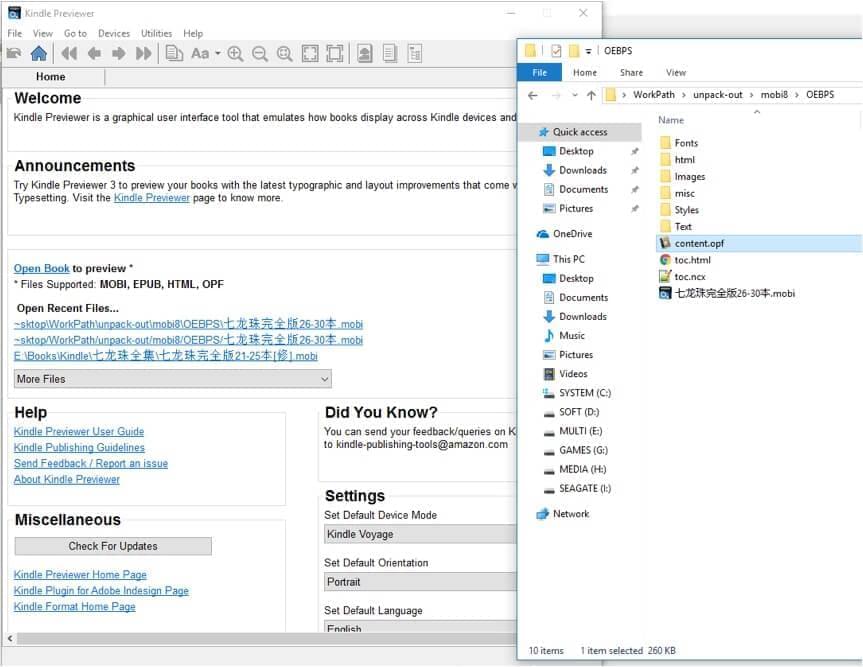 Kindle Previewer
File View Go to Devices Utilities Help
Aa
Home
Welcome
Kindle Previewer is a graphical user interface tool that emulates how books display across Kindle devices and
Announcements
Try Kindle Previewer 3 to preview your books with the latest typographic and layout improvements that come
Typesetting. Visit the Kindle Previewer page to know more.
Open Book to preview *
* Files Supported: MOBI, EPUB, HTML, OPF
Open Recent Files...
~sktop\WorkPath\unpack-out\mobi8\OEBPS\七龙珠完全版26-30本.mobi
~sktop/WorkPath/unpack-out/mobi8/OEBPS/七龙珠完全版26-30本.mobi
E:\Books\Kindle\七龙珠全集\七龙珠完全版21-25本[修].mobi
More Files
Help
Kindle Previewer User Guide
Kindle Publishing Guidelines
Send Feedback / Report an issue
About Kindle Previewer
Did You Know?
You can send your feedback/queries on K
to kindle-publishing-tools@amazon.com
Settings
Set Default Device Mode
Kindle Voyage
Set Default Orientation
Portrait
Set Default Language
English
Miscellaneous
Check For Updates
Kindle Previewer Home Page
Kindle Plugin for Adobe Indesign Page
Kindle Format Home Page
OEBPS
File Home Share View
WorkPath > unpack-out > mobi8 > OEBPS
Quick access
Desktop
Downloads
Documents
Pictures
OneDrive
This PC
Desktop
Documents
Downloads
Music
Pictures
Videos
SYSTEM (C:)
SOFT (D:)
MULTI (E:)
GAMES (G:)
MEDIA (H:)
SEAGATE (I:)
Network
Name
Fonts
html
Images
misc
Styles
Text
content.opf
toc.html
toc.ncx
七龙珠完全版26-30本.mobi
10 items 1 item selected 260 KB